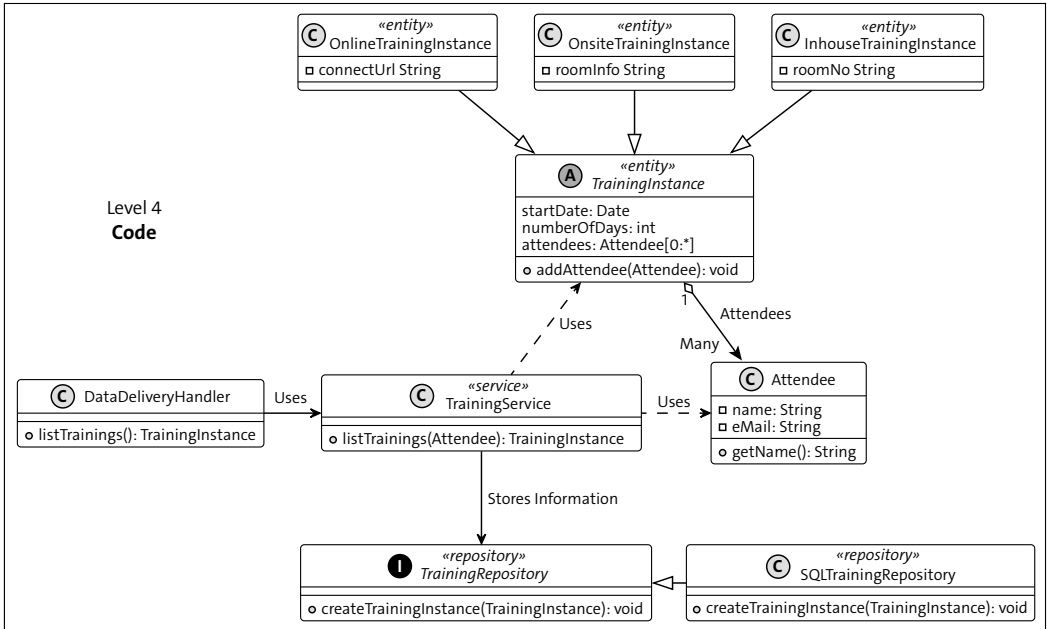 «entity»
C OnlineTrainingInstance
connectUrl String
«entity»
C OnsiteTrainingInstance
roomInfo String
«entity»
C InhouseTrainingInstance
roomNo String
«entity»
A TrainingInstance
startDate: Date
numberOfDays: int
attendees: Attendee[0:*]
addAttendee(Attendee): void
Level 4
Code
1
Attendees
Many
Uses
C DataDeliveryHandler
listTrainings(): TrainingInstance
Uses
«service»
C TrainingService
listTrainings(Attendee): TrainingInstance
Uses
C Attendee
name: String
eMail: String
getName(): String
Stores Information
«repository»
I TrainingRepository
createTrainingInstance(TrainingInstance): void
«repository»
C SQLTrainingRepository
createTrainingInstance(TrainingInstance): void